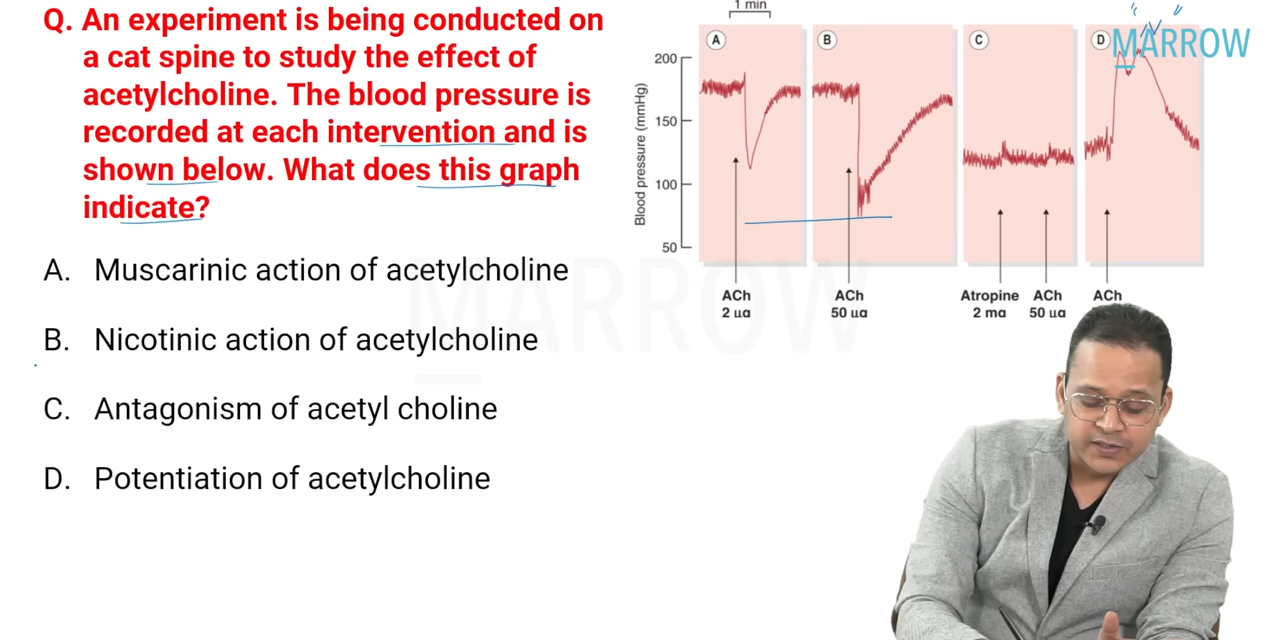 Q. An experiment is being conducted on
a cat spine to study the effect of
acetylcholine. The blood pressure is
recorded at each intervention and is
shown below. What does this graph
indicate?
A. Muscarinic action of acetylcholine
B. Nicotinic action of acetylcholine
C. Antagonism of acetyl choline
D. Potentiation of acetylcholine
1 min
A
B
C
D
MARROW
Blood pressure (mmHg)
200
150
100
50
ACh
2 µg
ACh
50 µg
Atropine
2 mg
ACh
50 µg
ACh
MARROW